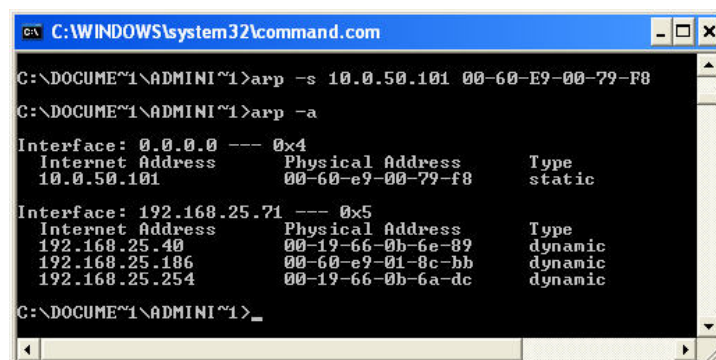 C:\WINDOWS\system32\command.com
C:\DOCUME~1\ADMINI~1>arp -s 10.0.50.101 00-60-E9-00-79-F8
C:\DOCUME~1\ADMINI~1>arp -a
Interface: 0.0.0.0 --- 0x4
Internet Address Physical Address Type
10.0.50.101 00-60-e9-00-79-f8 static
Interface: 192.168.25.71 --- 0x5
Internet Address Physical Address Type
192.168.25.40 00-19-66-0b-6e-89 dynamic
192.168.25.186 00-60-e9-01-8c-bb dynamic
192.168.25.254 00-19-66-0b-6a-dc dynamic
C:\DOCUME~1\ADMINI~1>_